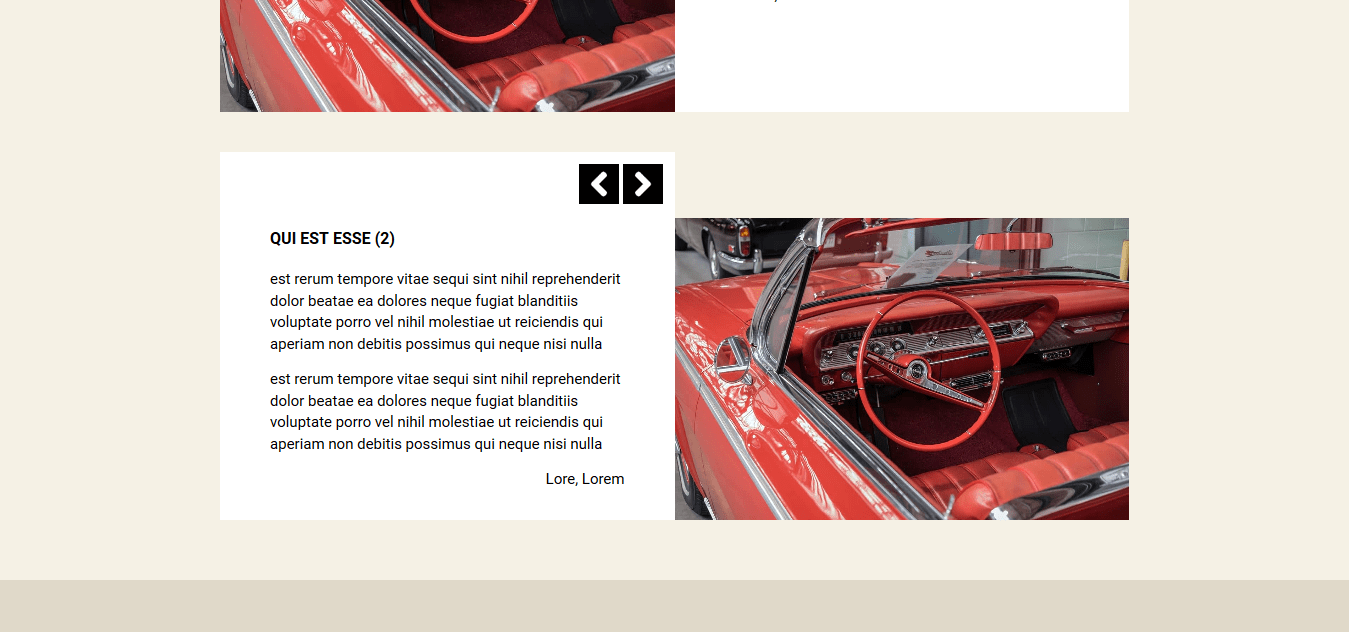 QUI EST ESSE (2)
est rerum tempore vitae sequi sint nihil reprehenderit
dolor beatae ea dolores neque fugiat blanditiis
voluptate porro vel nihil molestiae ut reiciendis qui
aperiam non debitis possimus qui neque nisi nulla
est rerum tempore vitae sequi sint nihil reprehenderit
dolor beatae ea dolores neque fugiat blanditiis
voluptate porro vel nihil molestiae ut reiciendis qui
aperiam non debitis possimus qui neque nisi nulla
Lore, Lorem